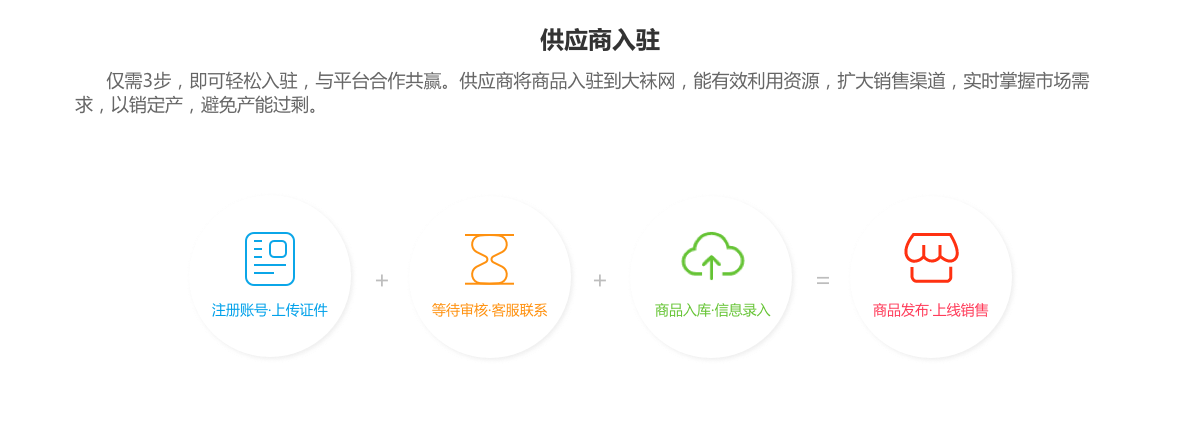 供应商入驻
仅需3步，即可轻松入驻，与平台合作共赢。供应商将商品入驻到大袜网，能有效利用资源，扩大销售渠道，实时掌握市场需
求，以销定产，避免产能过剩。
注册账号·上传证件
+
等待审核·客服联系
+
商品入库·信息录入
=
商品发布·上线销售